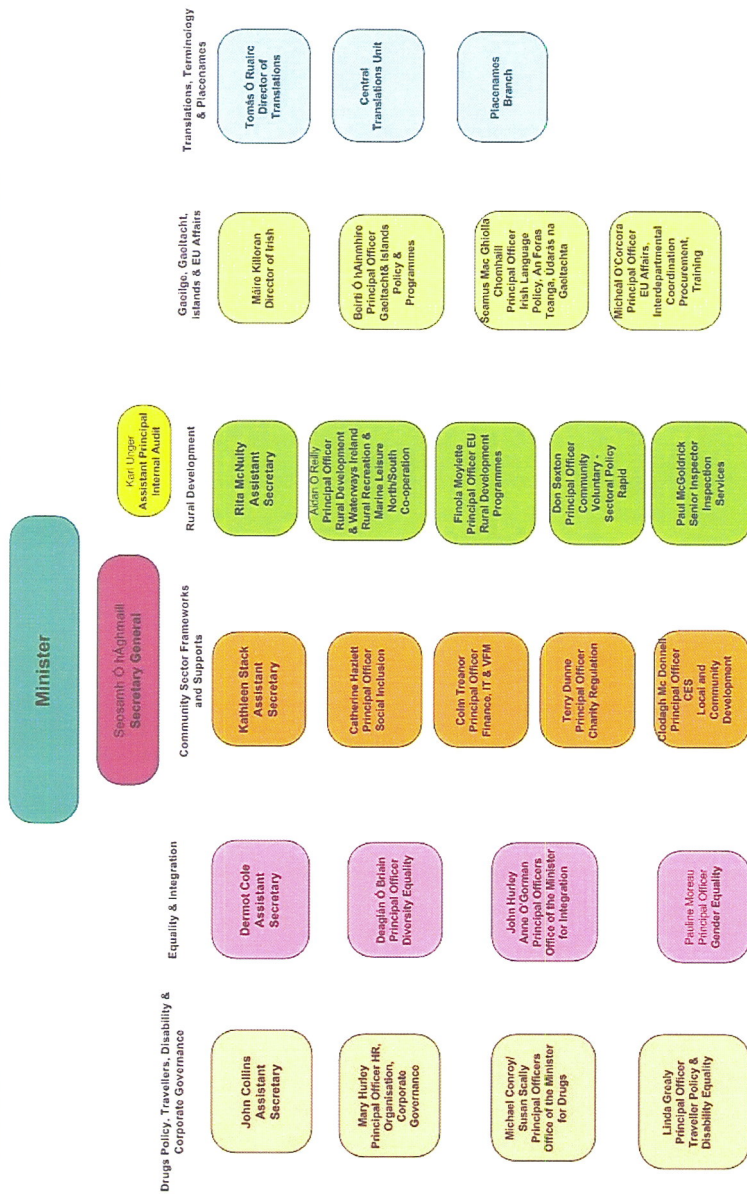 Minister
Seosamh Ó hÁghmaill
Secretary General
Karl Unger
Assistant Principal
Internal Audit
Drugs Policy, Travellers, Disability &
Corporate Governance
John Collins
Assistant
Secretary
Mary Hurley
Principal Officer HR,
Organisation,
Corporate
Governance
Michael Conroy/
Susan Scally
Principal Officers
Office of the Minister
for Drugs
Linda Grealy
Principal Officer
Traveller Policy &
Disability Equality
Equality & Integration
Dermot Cole
Assistant
Secretary
Deaglán Ó Briain
Principal Officer
Diversity Equality
John Hurley
Anne O'Gorman
Principal Officers
Office of the Minister
for Integration
Pauline Moreau
Principal Officer
Gender Equality
Community Sector Frameworks
and Supports
Kathleen Stack
Assistant
Secretary
Catherine Hazlett
Principal Officer
Social Inclusion
Colm Treanor
Principal Officer
Finance, IT & VFM
Terry Dunne
Principal Officer
Charity Regulation
Clodagh Mc Donnell
Principal Officer
CES
Local and
Community
Development
Rural Development
Rita McNulty
Assistant
Secretary
Aidan O Reilly
Principal Officer
Rural Development
& Waterways Ireland
Rural Recreation &
Marine Leisure
North/South
Co-operation
Finola Moylette
Principal Officer EU
Rural Development
Programmes
Don Sexton
Principal Officer
Community
Voluntary -
Sectoral Policy
Rapid
Paul McGoldrick
Senior Inspector
Inspection
Services
Gaeilge, Gaeltacht,
Islands & EU Affairs
Máire Killoran
Director of Irish
Beirtí Ó hAinmhire
Principal Officer
Gaeltacht& Islands
Policy &
Programmes
Seamus Mac Ghiolla
Chomhaill
Principal Officer
Irish Language
Policy, An Foras
Teanga, Udarás na
Gaeltachta
Micheál O'Corcora
Principal Officer
EU Affairs,
Interdepartmental
Coordination
Procurement,
Training
Translations, Terminology
& Placenames
Tomás Ó Ruairc
Director of
Translations
Central
Translations Unit
Placenames
Branch